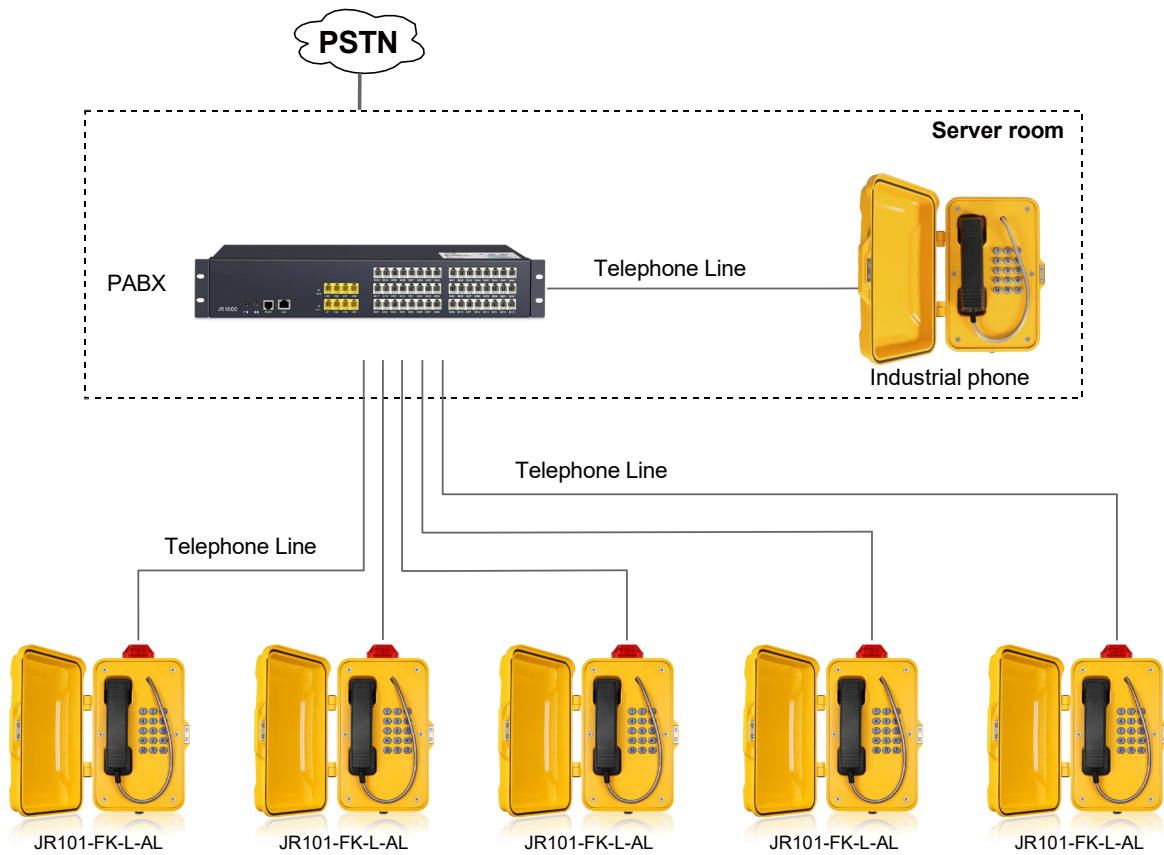 PSTN
Server room
PABX
Telephone Line
JR1000
Industrial phone
Telephone Line
Telephone Line
JR101-FK-L-AL
JR101-FK-L-AL
JR101-FK-L-AL
JR101-FK-L-AL
JR101-FK-L-AL